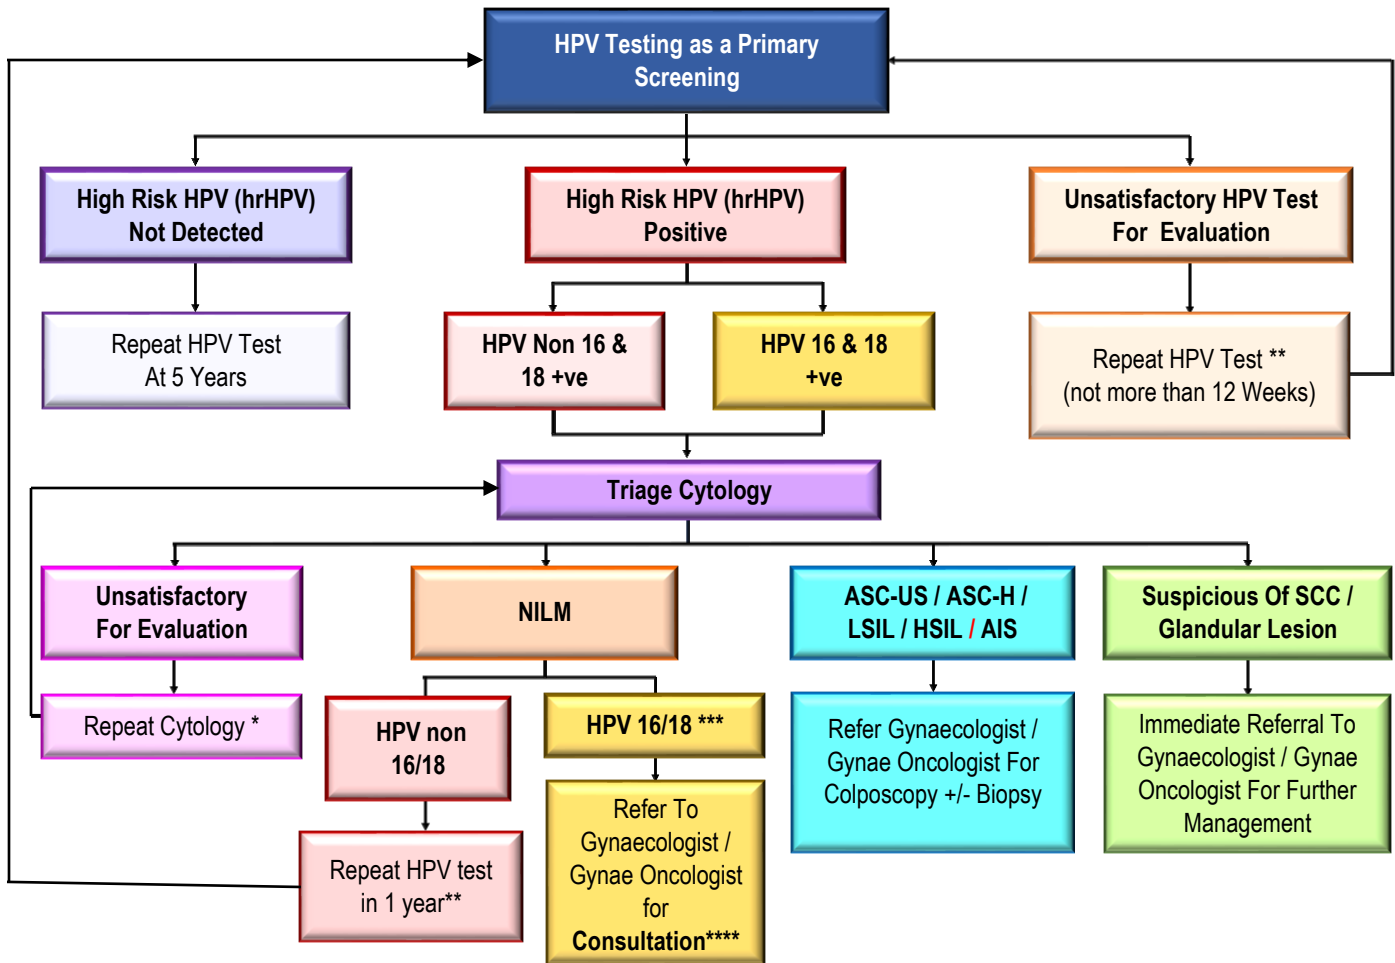 HPV Testing as a Primary
Screening
High Risk HPV (hrHPV)
Not Detected
High Risk HPV (hrHPV)
Positive
Unsatisfactory HPV Test
For Evaluation
Repeat HPV Test
At 5 Years
HPV Non 16 &
18 +ve
HPV 16 & 18
+ve
Repeat HPV Test **
(not more than 12 Weeks)
Triage Cytology
Unsatisfactory
For Evaluation
NILM
ASC-US / ASC-H /
LSIL / HSIL / AIS
Suspicious Of SCC /
Glandular Lesion
Repeat Cytology *
HPV non
16/18
HPV 16/18 ***
Refer Gynaecologist /
Gynae Oncologist For
Colposcopy +/- Biopsy
Immediate Referral To
Gynaecologist / Gynae
Oncologist For Further
Management
Repeat HPV test
in 1 year**
Refer To
Gynaecologist /
Gynae Oncologist
for
Consultation****